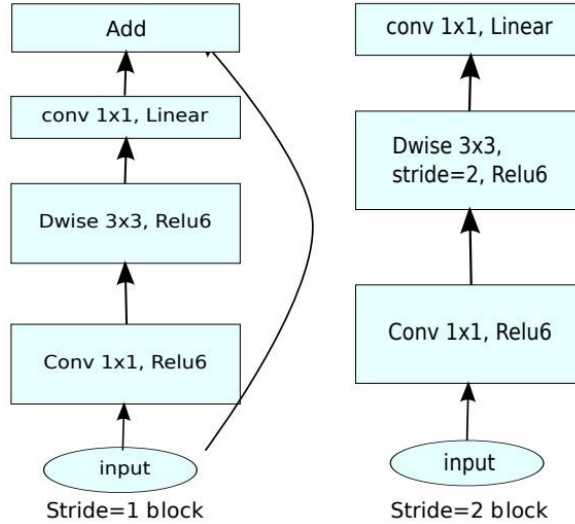 Add
conv 1x1, Linear
Dwise 3x3, Relu6
Conv 1x1, Relu6
input
Stride=1 block
conv 1x1, Linear
Dwise 3x3,
stride=2, Relu6
Conv 1x1, Relu6
input
Stride=2 block